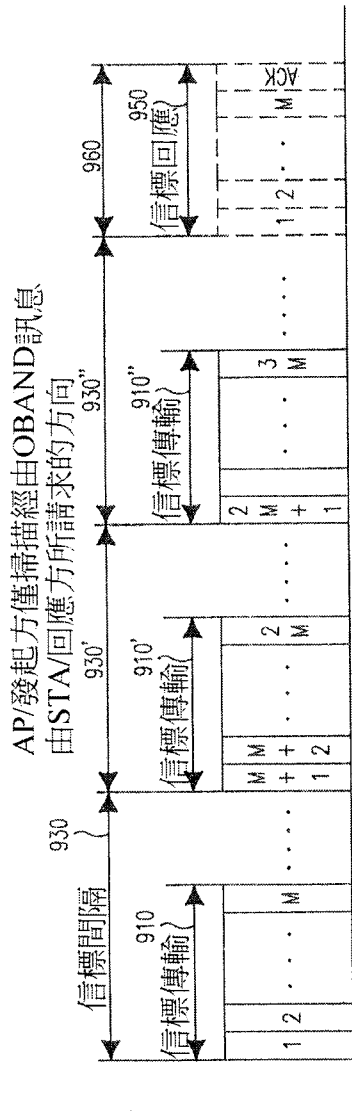 AP/發起方僅掃描經由OBAND訊息
由STA/回應方所請求的方向
930
930'
930"
960
信標間隔
910
信標傳輸
910'
信標傳輸
910"
信標傳輸
950
信標回應
1 2 . . . . M
M+1 M+2 . . . . 2M
2M+1 3M
1 2 . . M ACK